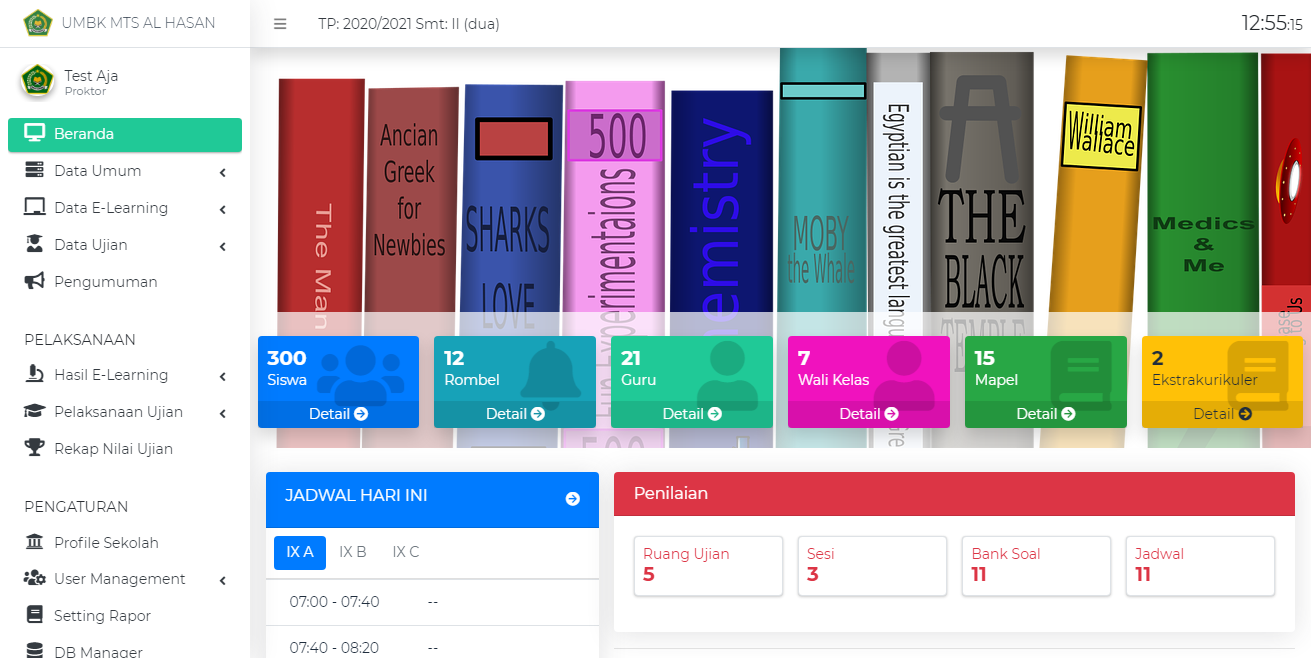 UMBK MTS AL HASAN
TP: 2020/2021 Smt: II (dua)
12:55:15
Test Aja
Proktor
Beranda
Data Umum
Data E-Learning
Data Ujian
Pengumuman
PELAKSANAAN
Hasil E-Learning
Pelaksanaan Ujian
Rekap Nilai Ujian
PENGATURAN
Profile Sekolah
User Management
Setting Rapor
DB Manager
The Man
Ancian
Greek
for
Newbies
SHARKS
LOVE
500
Experimentaions
hemistry
MOBY
the Whale
Egyptian is the greatest langu
THE
BLACK
TEMPLE
William
Wallace
Medics
&
Me
Us
300
Siswa
Detail
12
Rombel
Detail
21
Guru
Detail
7
Wali Kelas
Detail
15
Mapel
Detail
2
Ekstrakurikuler
Detail
JADWAL HARI INI
IX A IX B IX C
07:00 - 07:40 --
07:40 - 08:20 --
Penilaian
Ruang Ujian
5
Sesi
3
Bank Soal
11
Jadwal
11